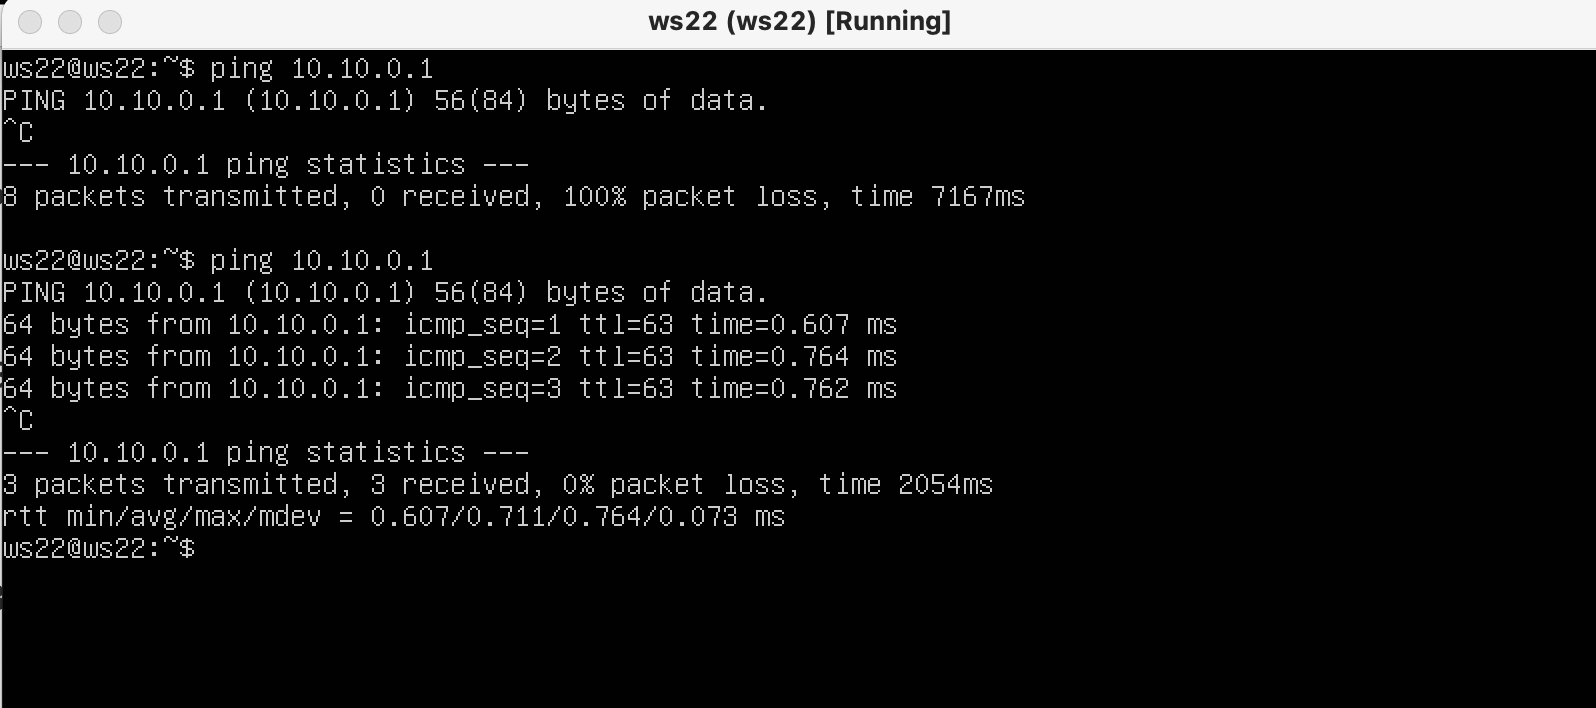 ws22 (ws22) [Running]
ws22@ws22:~$ ping 10.10.0.1
PING 10.10.0.1 (10.10.0.1) 56(84) bytes of data.
^C
--- 10.10.0.1 ping statistics ---
8 packets transmitted, 0 received, 100% packet loss, time 7167ms
ws22@ws22:~$ ping 10.10.0.1
PING 10.10.0.1 (10.10.0.1) 56(84) bytes of data.
64 bytes from 10.10.0.1: icmp_seq=1 ttl=63 time=0.607 ms
64 bytes from 10.10.0.1: icmp_seq=2 ttl=63 time=0.764 ms
64 bytes from 10.10.0.1: icmp_seq=3 ttl=63 time=0.762 ms
^C
--- 10.10.0.1 ping statistics ---
3 packets transmitted, 3 received, 0% packet loss, time 2054ms
rtt min/avg/max/mdev = 0.607/0.711/0.764/0.073 ms
ws22@ws22:~$